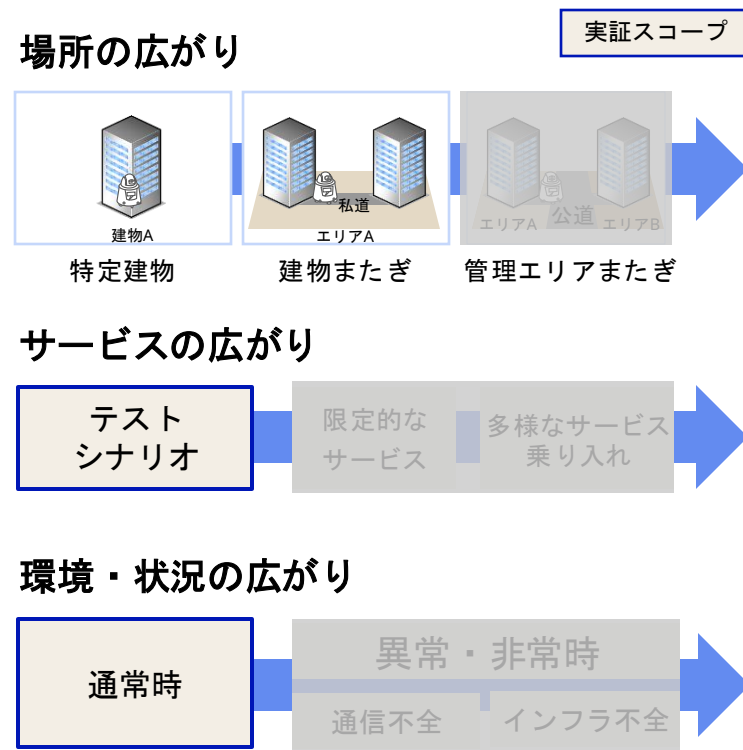 実証スコープ
場所の広がり
建物A
私道
エリアA
エリアA
公道
エリアB
特定建物
建物またぎ
管理エリアまたぎ
サービスの広がり
テスト
シナリオ
限定的な
サービス
多様なサービス
乗り入れ
環境・状況の広がり
通常時
異常・非常時
通信不全
インフラ不全